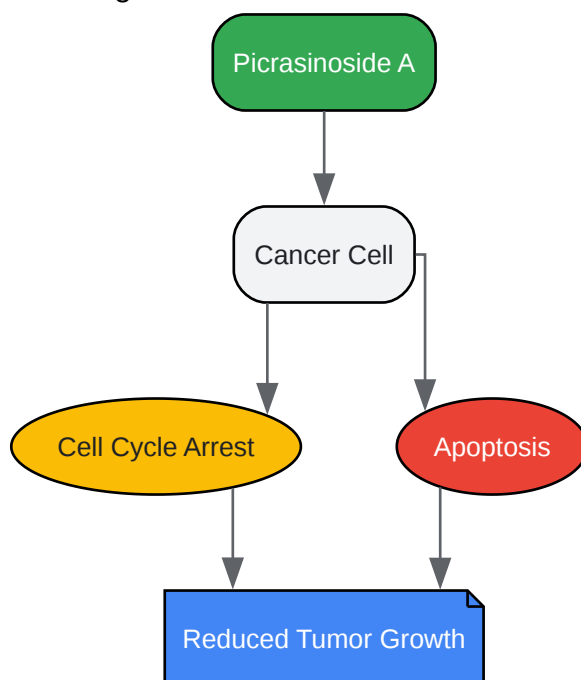 Picrasinoside A
Cancer Cell
Cell Cycle Arrest
Apoptosis
Reduced Tumor Growth